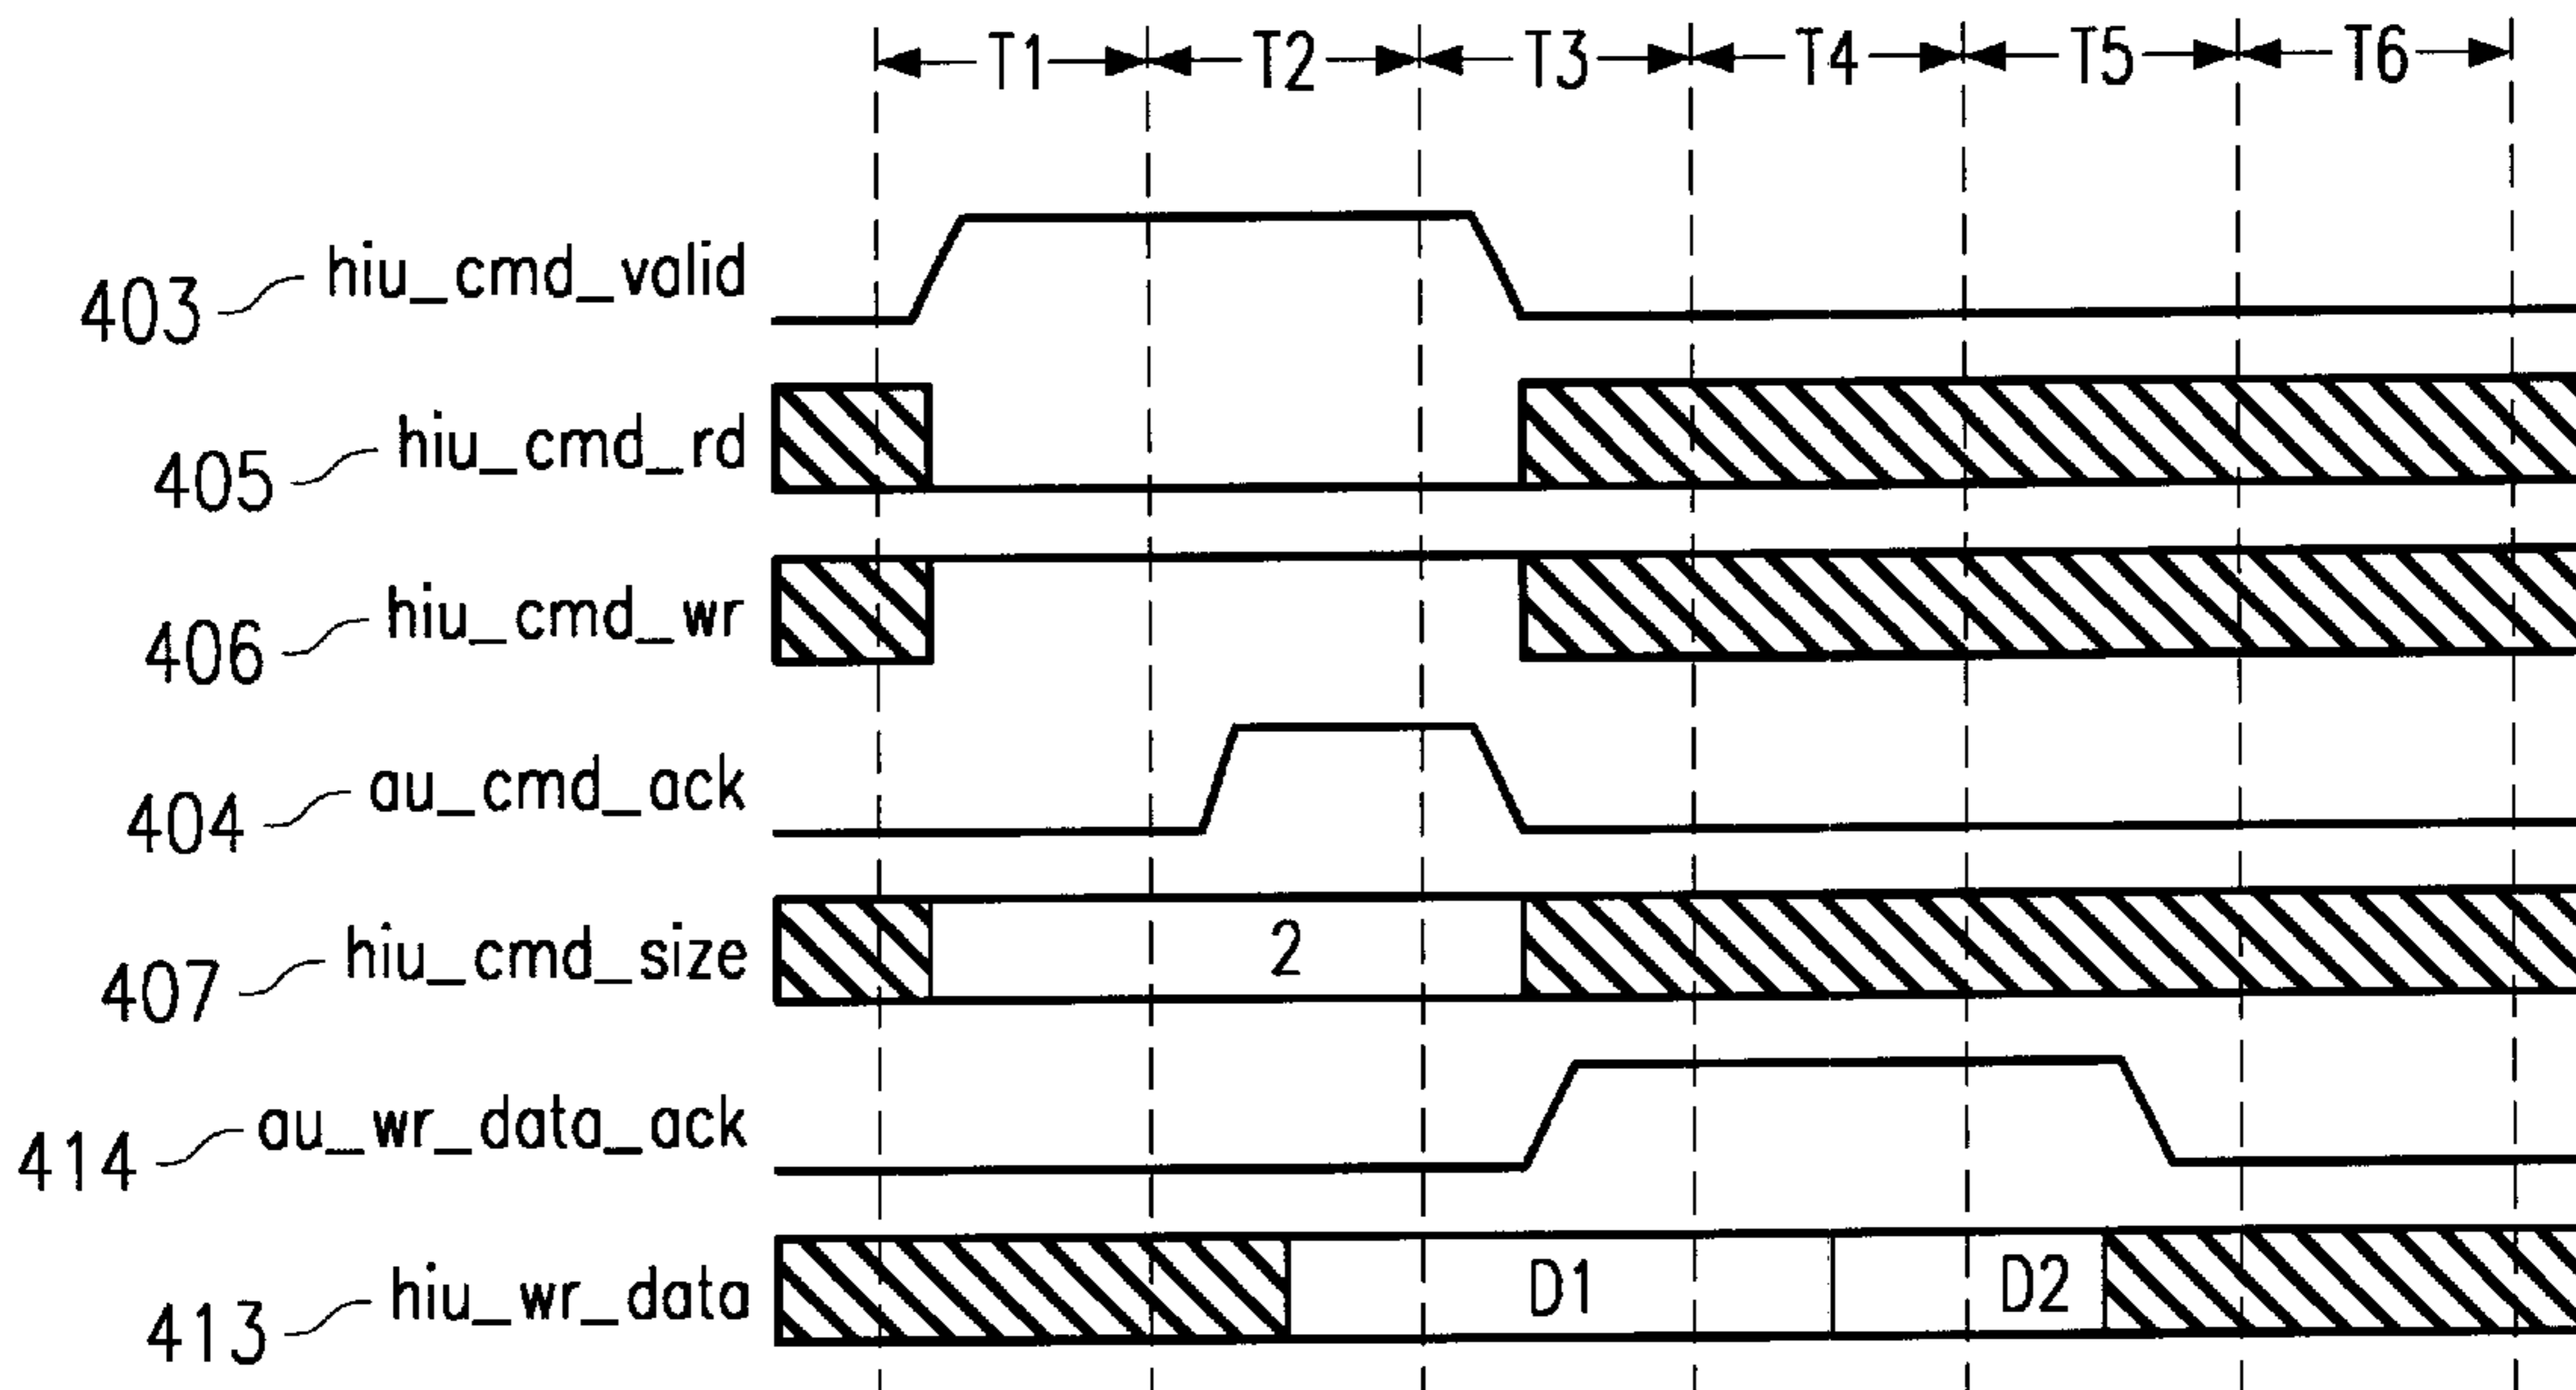 T1 T2 T3 T4 T5 T6
403 hiu_cmd_valid
405 hiu_cmd_rd
406 hiu_cmd_wr
404 au_cmd_ack
407 hiu_cmd_size 2
414 au_wr_data_ack
413 hiu_wr_data D1 D2